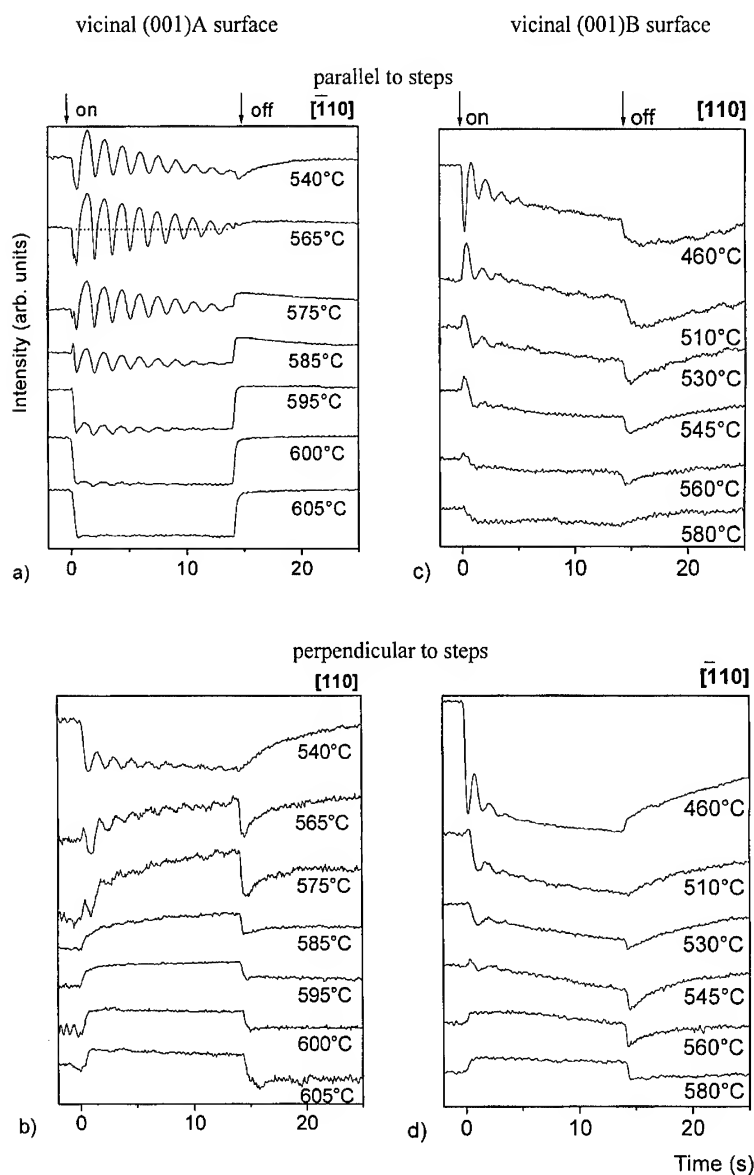 vicinal (001)A surface
vicinal (001)B surface
parallel to steps
on
off
[1̄10]
540°C
565°C
575°C
585°C
595°C
600°C
605°C
Intensity (arb. units)
0
10
20
a)
on
off
[110]
460°C
510°C
530°C
545°C
560°C
580°C
0
10
20
c)
perpendicular to steps
[110]
540°C
565°C
575°C
585°C
595°C
600°C
605°C
0
10
20
b)
[1̄10]
460°C
510°C
530°C
545°C
560°C
580°C
0
10
20
d)
Time (s)